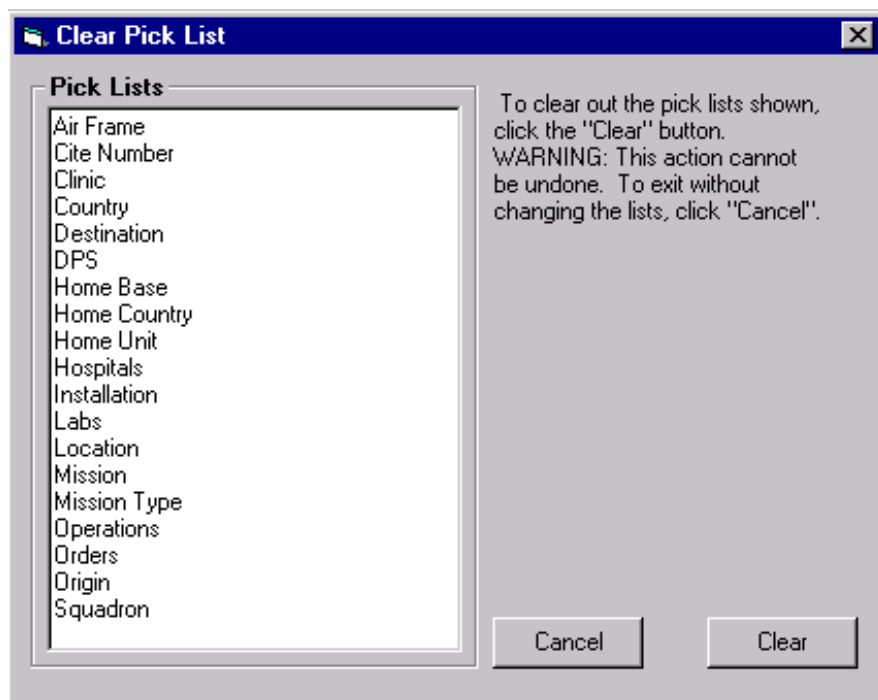 Clear Pick List
Pick Lists
Air Frame
Cite Number
Clinic
Country
Destination
DPS
Home Base
Home Country
Home Unit
Hospitals
Installation
Labs
Location
Mission
Mission Type
Operations
Orders
Origin
Squadron
To clear out the pick lists shown,
click the "Clear" button.
WARNING: This action cannot
be undone.  To exit without
changing the lists, click "Cancel".
Cancel
Clear